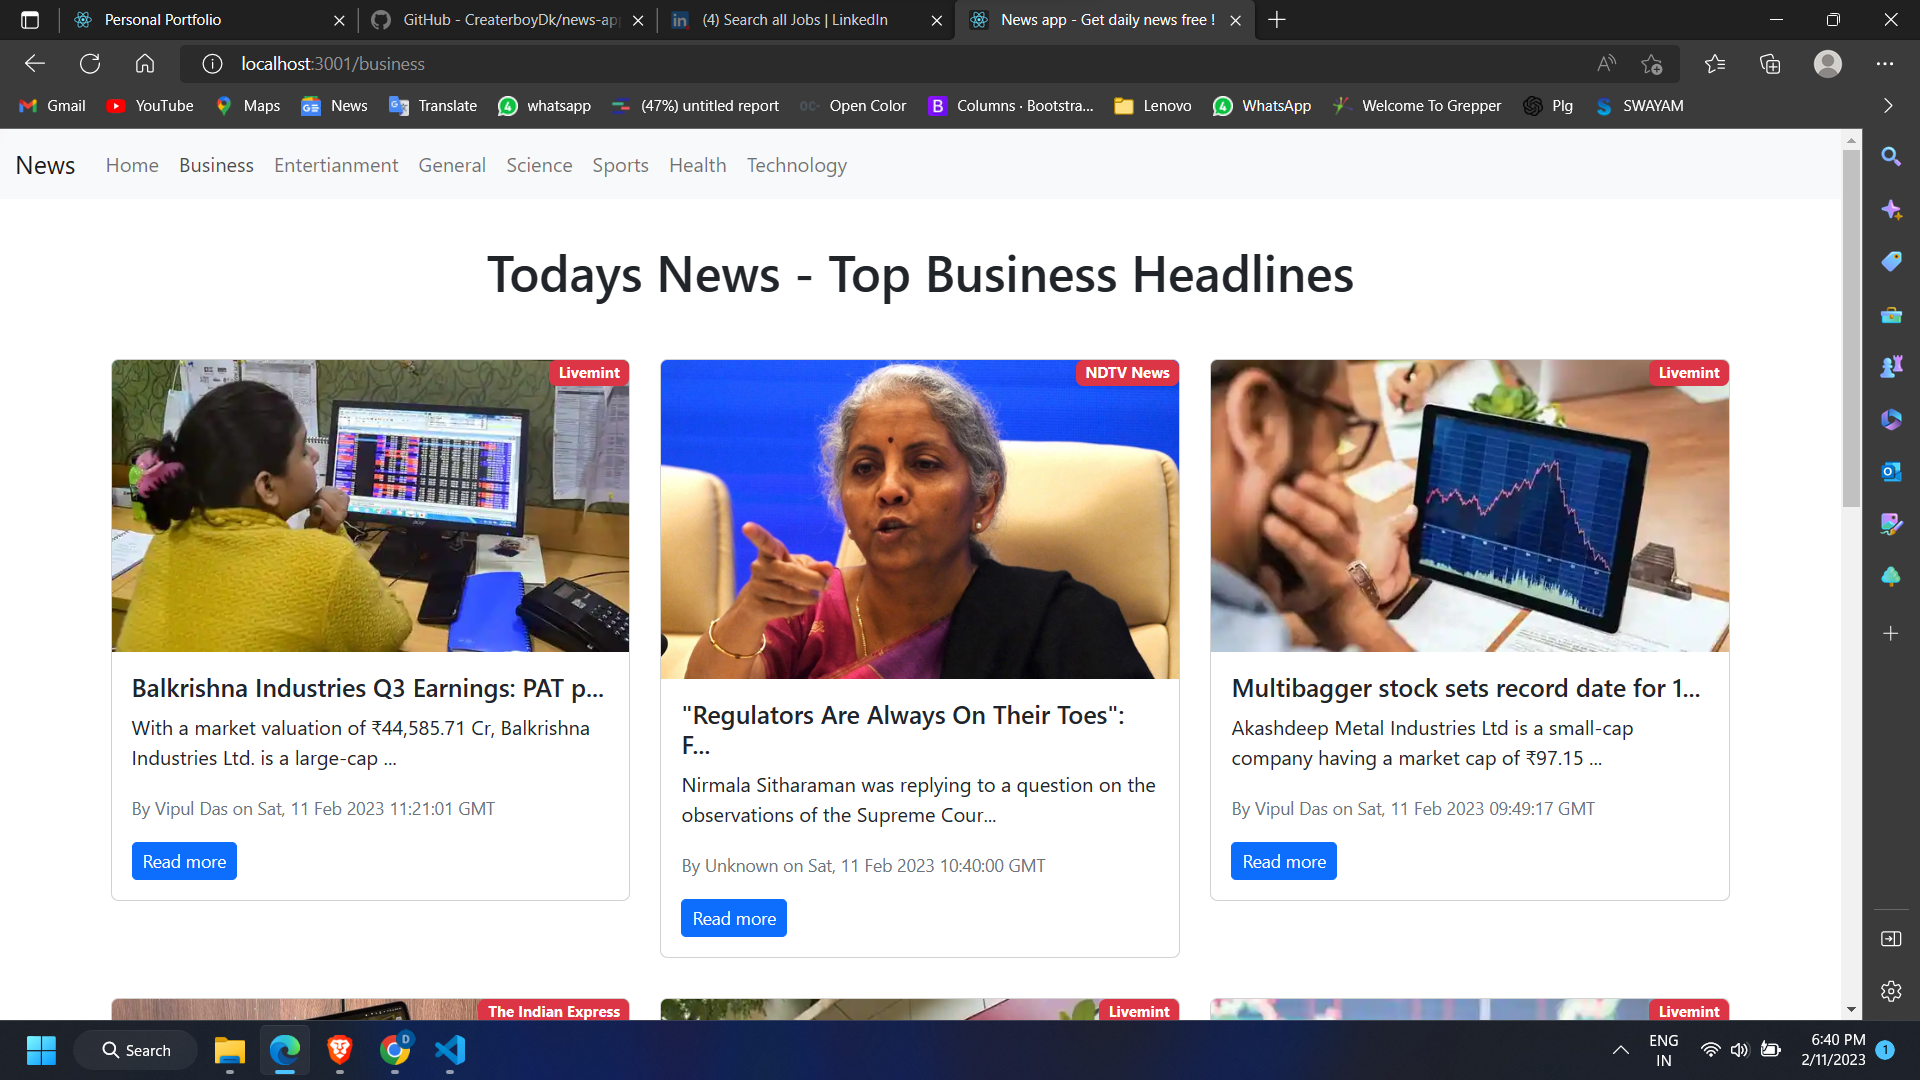 Personal Portfolio
GitHub - CreaterboyDk/news-ap
(4) Search all Jobs | LinkedIn
News app - Get daily news free !
localhost:3001/business
Gmail
YouTube
Maps
News
Translate
whatsapp
(47%) untitled report
Open Color
Columns · Bootstra...
Lenovo
WhatsApp
Welcome To Grepper
Plg
SWAYAM
News Home Business Entertianment General Science Sports Health Technology
Todays News - Top Business Headlines
Livemint
Balkrishna Industries Q3 Earnings: PAT p...
With a market valuation of ₹44,585.71 Cr, Balkrishna
Industries Ltd. is a large-cap ...
By Vipul Das on Sat, 11 Feb 2023 11:21:01 GMT
Read more
NDTV News
"Regulators Are Always On Their Toes":
F...
Nirmala Sitharaman was replying to a question on the
observations of the Supreme Cour...
By Unknown on Sat, 11 Feb 2023 10:40:00 GMT
Read more
Livemint
Multibagger stock sets record date for 1...
Akashdeep Metal Industries Ltd is a small-cap
company having a market cap of ₹97.15 ...
By Vipul Das on Sat, 11 Feb 2023 09:49:17 GMT
Read more
The Indian Express
Livemint
Livemint
Search
ENG
IN
6:40 PM
2/11/2023
1